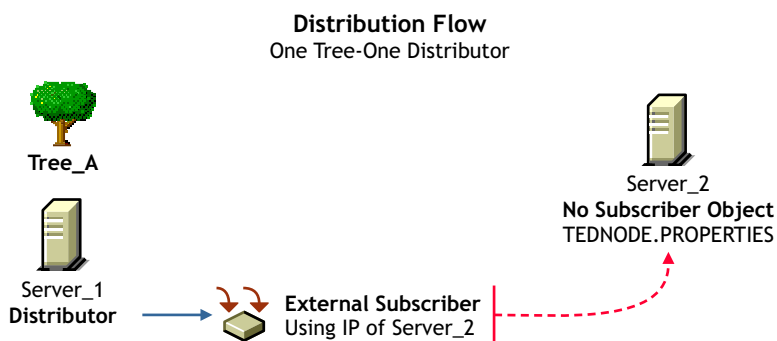 Distribution Flow
One Tree-One Distributor
Tree_A
Server_2
No Subscriber Object
TEDNODE.PROPERTIES
Server_1
Distributor
External Subscriber
Using IP of Server_2